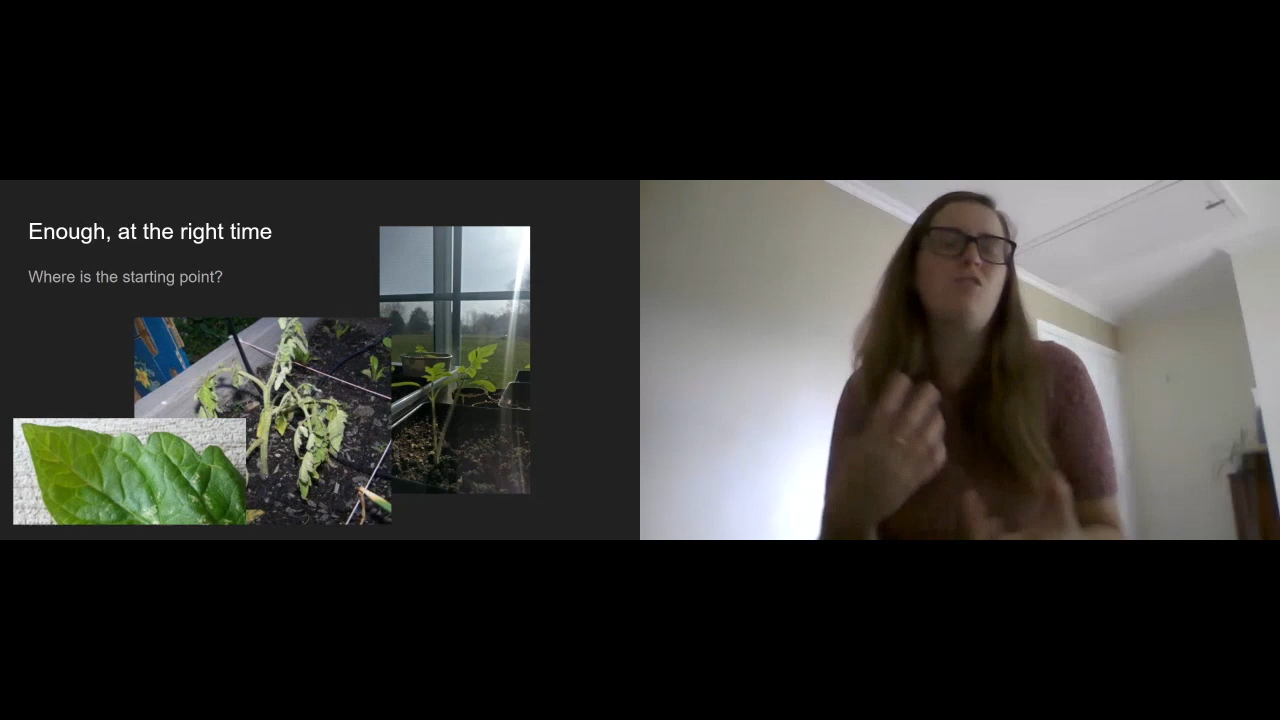 Enough, at the right time
Where is the starting point?